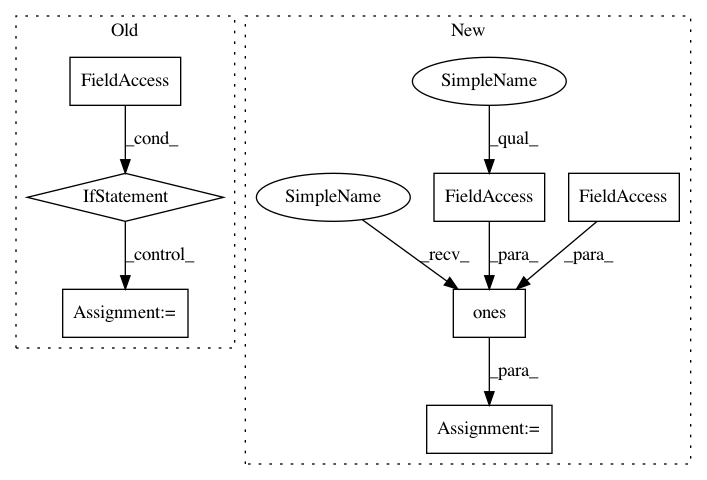 Old
New
FieldAccess
SimpleName
_cond_
_qual_
IfStatement
SimpleName
FieldAccess
FieldAccess
_control_
_recv_
_para_
_para_
Assignment:=
ones
_para_
Assignment:=